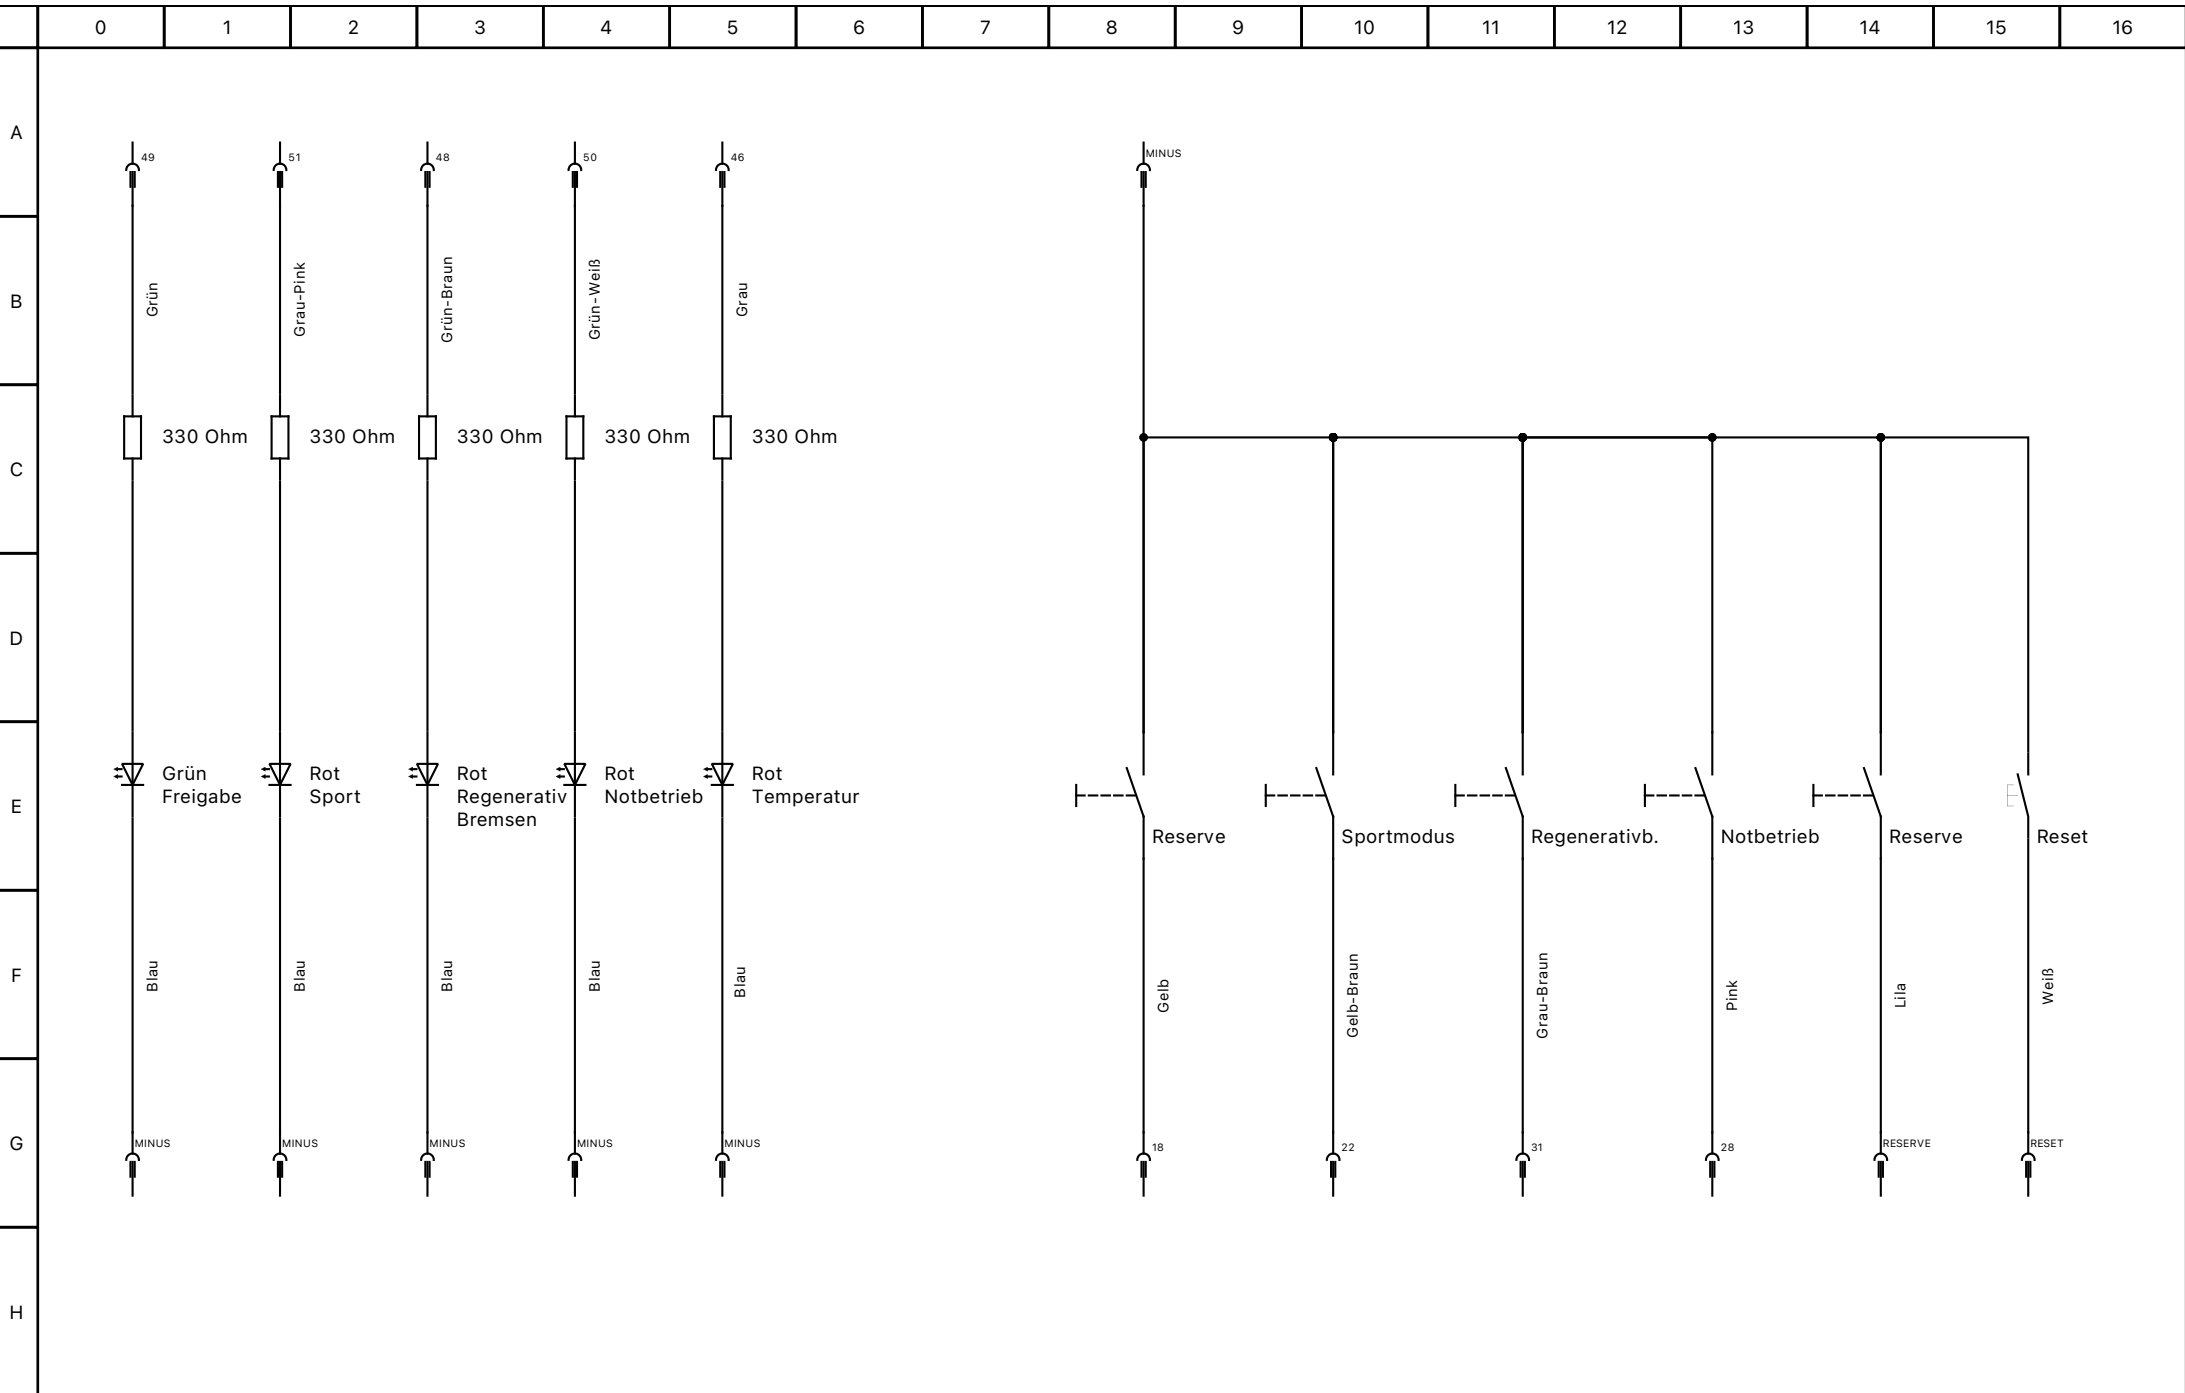 0 1 2 3 4 5 6 7 8 9 10 11 12 13 14 15 16
A
49 51 48 50 46 MINUS
B
Grün Grau-Pink Grün-Braun Grün-Weiß Grau
C
330 Ohm 330 Ohm 330 Ohm 330 Ohm 330 Ohm
D
E
Grün
Freigabe
Rot
Sport
Rot
Regenerativ
Bremsen
Rot
Notbetrieb
Rot
Temperatur
Reserve Sportmodus Regenerativb. Notbetrieb Reserve Reset
F
Blau Blau Blau Blau Blau Gelb Gelb-Braun Grau-Braun Pink Lila Weiß
G
MINUS MINUS MINUS MINUS MINUS 18 22 31 28 RESERVE RESET
H